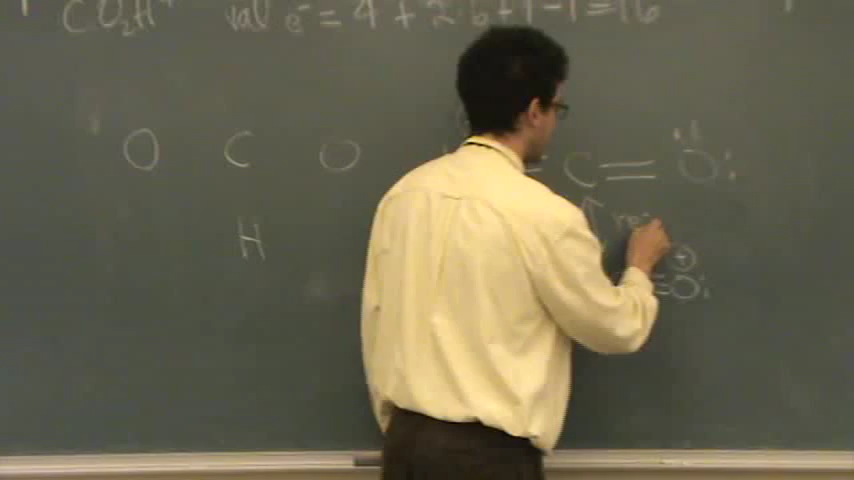 CO₂H⁺ val e⁻ = 4 + 2·6 + 1 - 1 = 16
O C O = C = O:
H
⊕
=O: